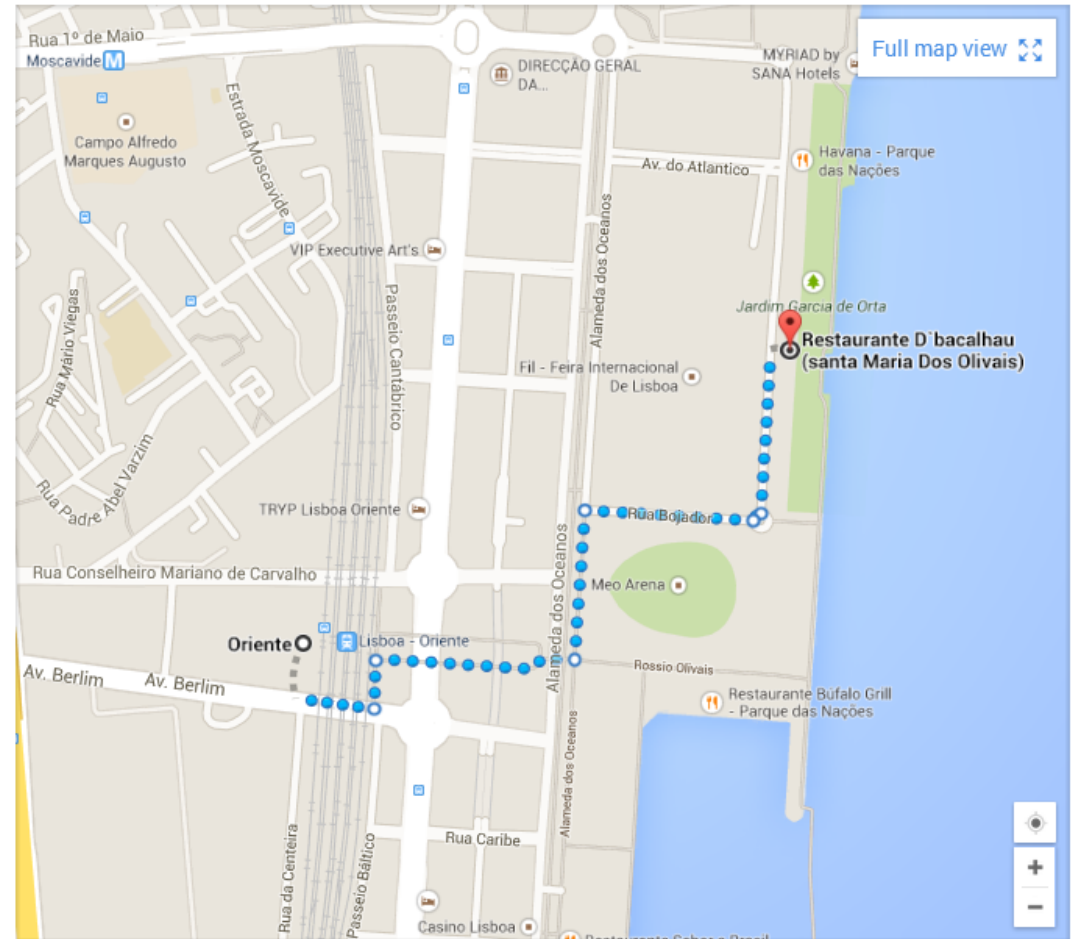 Rua 1º de Maio
Moscavide M
Full map view
MYRIAD by
SANA Hotels
DIRECÇÃO GERAL
DA...
Campo Alfredo
Marques Augusto
Estrada Moscavide
Av. do Atlantico
Havana - Parque
das Nações
VIP Executive Art's
Alameda dos Oceanos
Passeio Cantábrico
Rua Mário Viegas
Jardim Garcia de Orta
Restaurante D`bacalhau
(santa Maria Dos Olivais)
Fil - Feira Internacional
De Lisboa
Rua Padre Abel Varzim
TRYP Lisboa Oriente
Rua Bojador
Alameda dos Oceanos
Rua Conselheiro Mariano de Carvalho
Meo Arena
Oriente
Lisboa - Oriente
Rossio Olivais
Av. Berlim
Av. Berlim
Restaurante Búfalo Grill
- Parque das Nações
Alameda dos Oceanos
Rua da Centeira
Passeio Báltico
Rua Caribe
Casino Lisboa
+
−